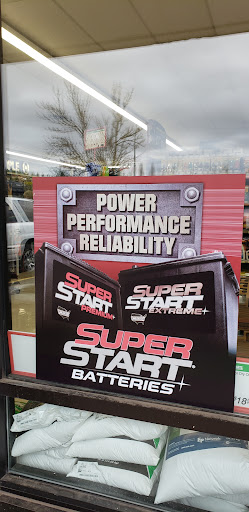 POWER
PERFORMANCE
RELIABILITY
SUPER
START
PREMIUM
SUPER
START
EXTREME
SUPER
START
BATTERIES